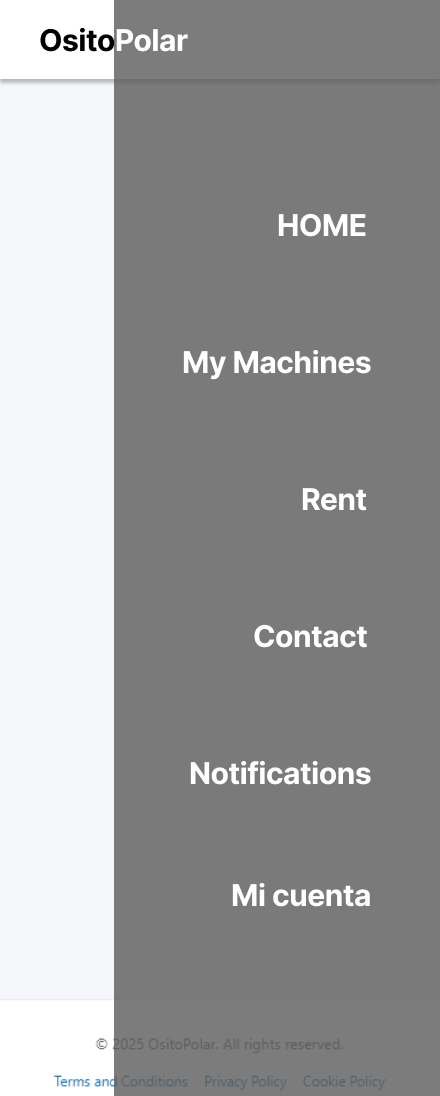 OsitoPolar
HOME
My Machines
Rent
Contact
Notifications
Mi cuenta
© 2025 OsitoPolar. All rights reserved.
Terms and Conditions Privacy Policy Cookie Policy